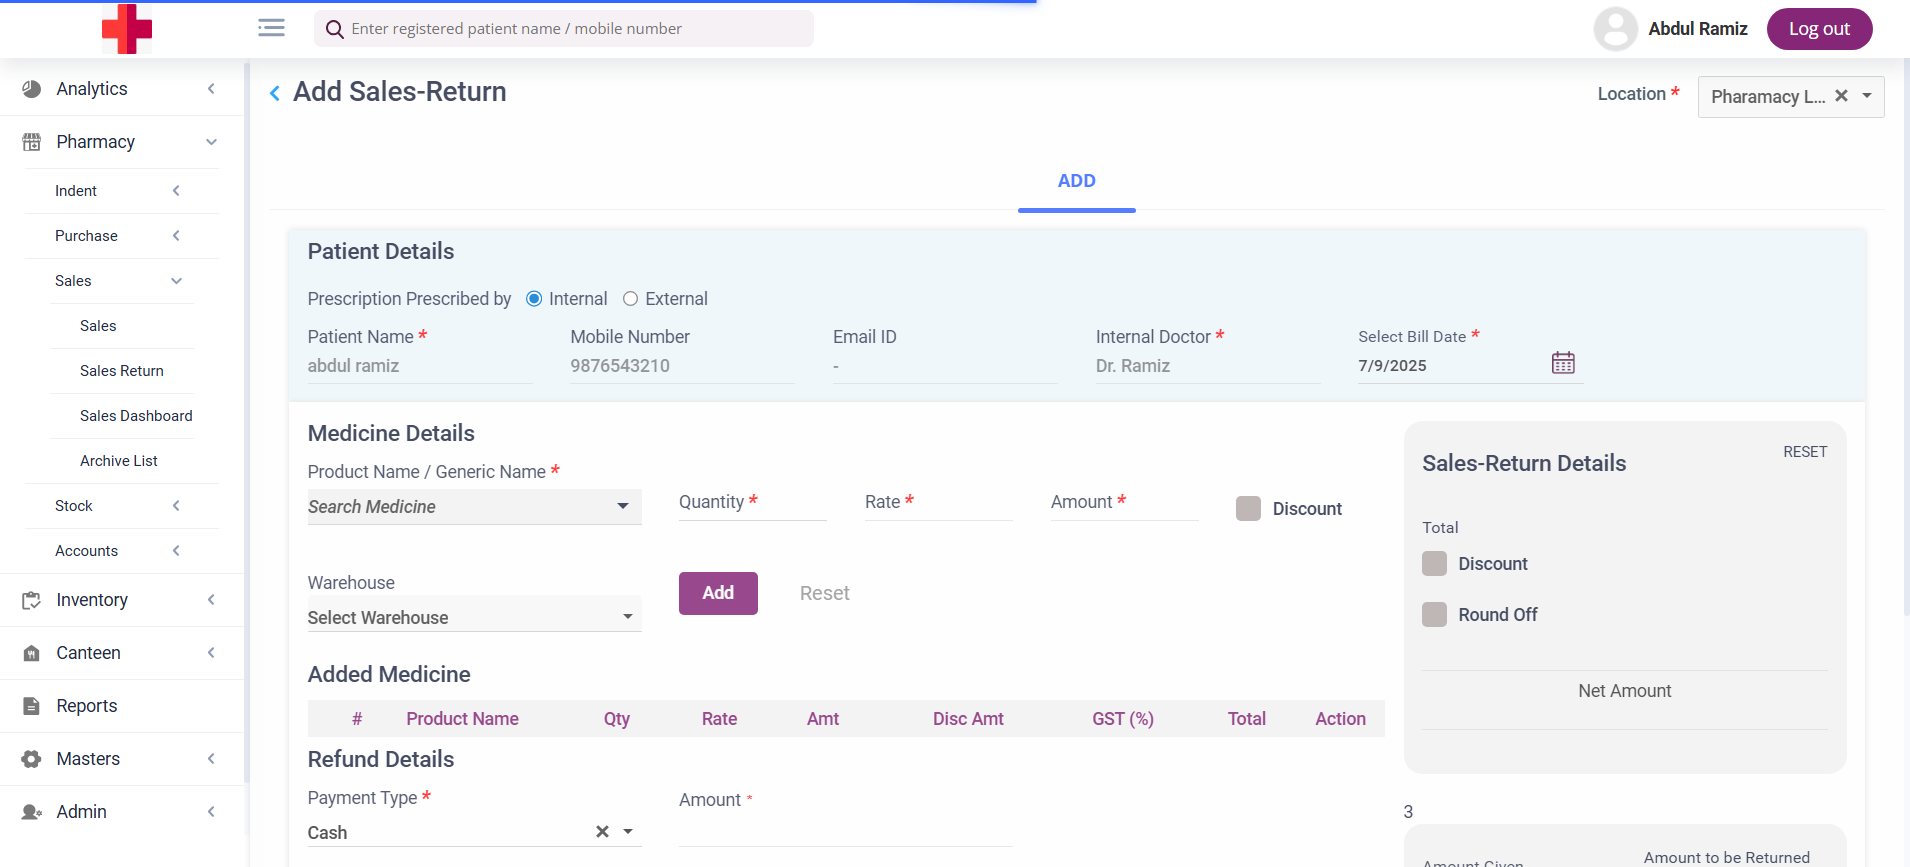 Enter registered patient name / mobile number
Abdul Ramiz
Log out
Analytics
Pharmacy
Indent
Purchase
Sales
Sales
Sales Return
Sales Dashboard
Archive List
Stock
Accounts
Inventory
Canteen
Reports
Masters
Admin
Add Sales-Return
Location *
Pharamacy L...
ADD
Patient Details
Prescription Prescribed by Internal External
Patient Name * Mobile Number Email ID Internal Doctor * Select Bill Date *
abdul ramiz 9876543210 - Dr. Ramiz 7/9/2025
Medicine Details
Product Name / Generic Name *
Search Medicine
Quantity * Rate * Amount * Discount
Warehouse
Select Warehouse
Add Reset
Added Medicine
# Product Name Qty Rate Amt Disc Amt GST (%) Total Action
Refund Details
Payment Type * Amount *
Cash
RESET
Sales-Return Details
Total
Discount
Round Off
Net Amount
3
Amount Given Amount to be Returned